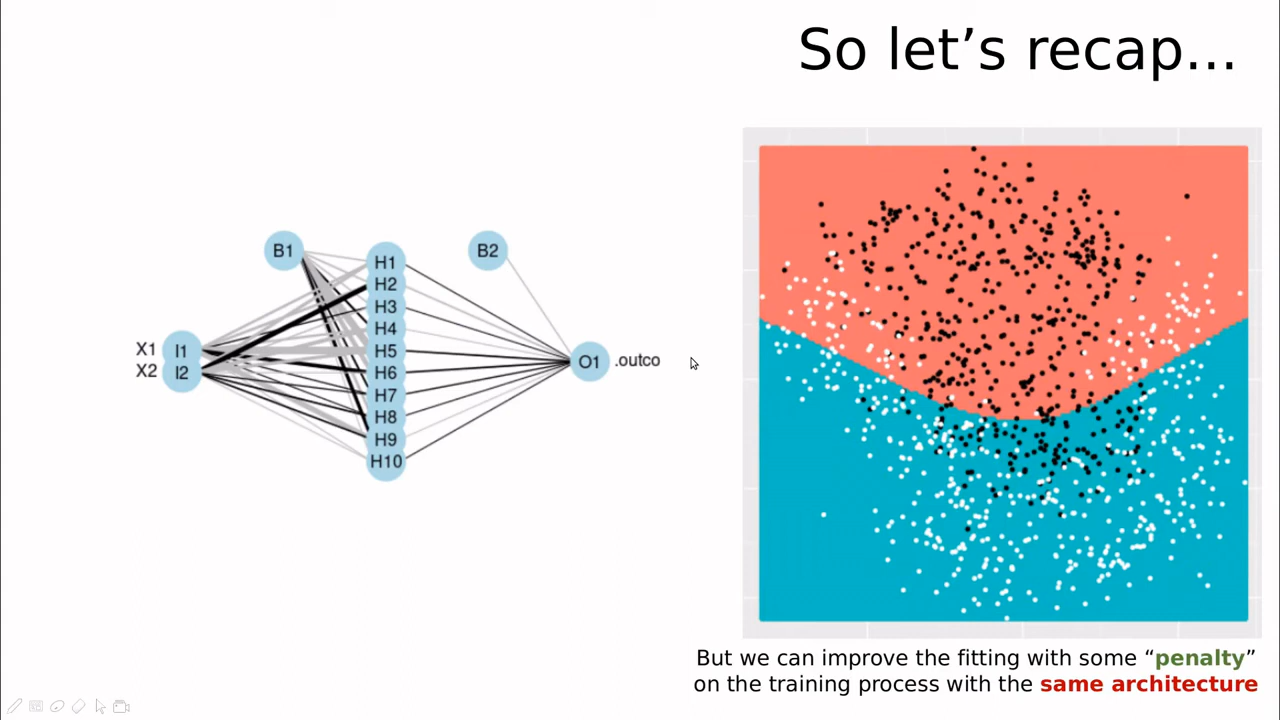 So let’s recap...
B1
B2
H1
H2
H3
H4
H5
H6
H7
H8
H9
H10
X1
X2
I1
I2
O1
.outco
But we can improve the fitting with some “penalty”
on the training process with the same architecture